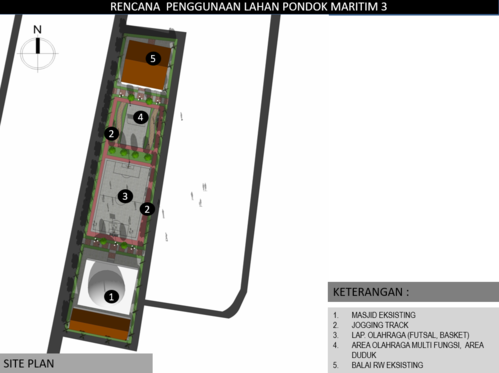 RENCANA PENGGUNAAN LAHAN PONDOK MARITIM 3
N
5
4
2
3
2
1
KETERANGAN :
1. MASJID EKSISTING
2. JOGGING TRACK
3. LAP. OLAHRAGA (FUTSAL, BASKET)
4. AREA OLAHRAGA MULTI FUNGSI, AREA
DUDUK
5. BALAI RW EKSISTING
SITE PLAN